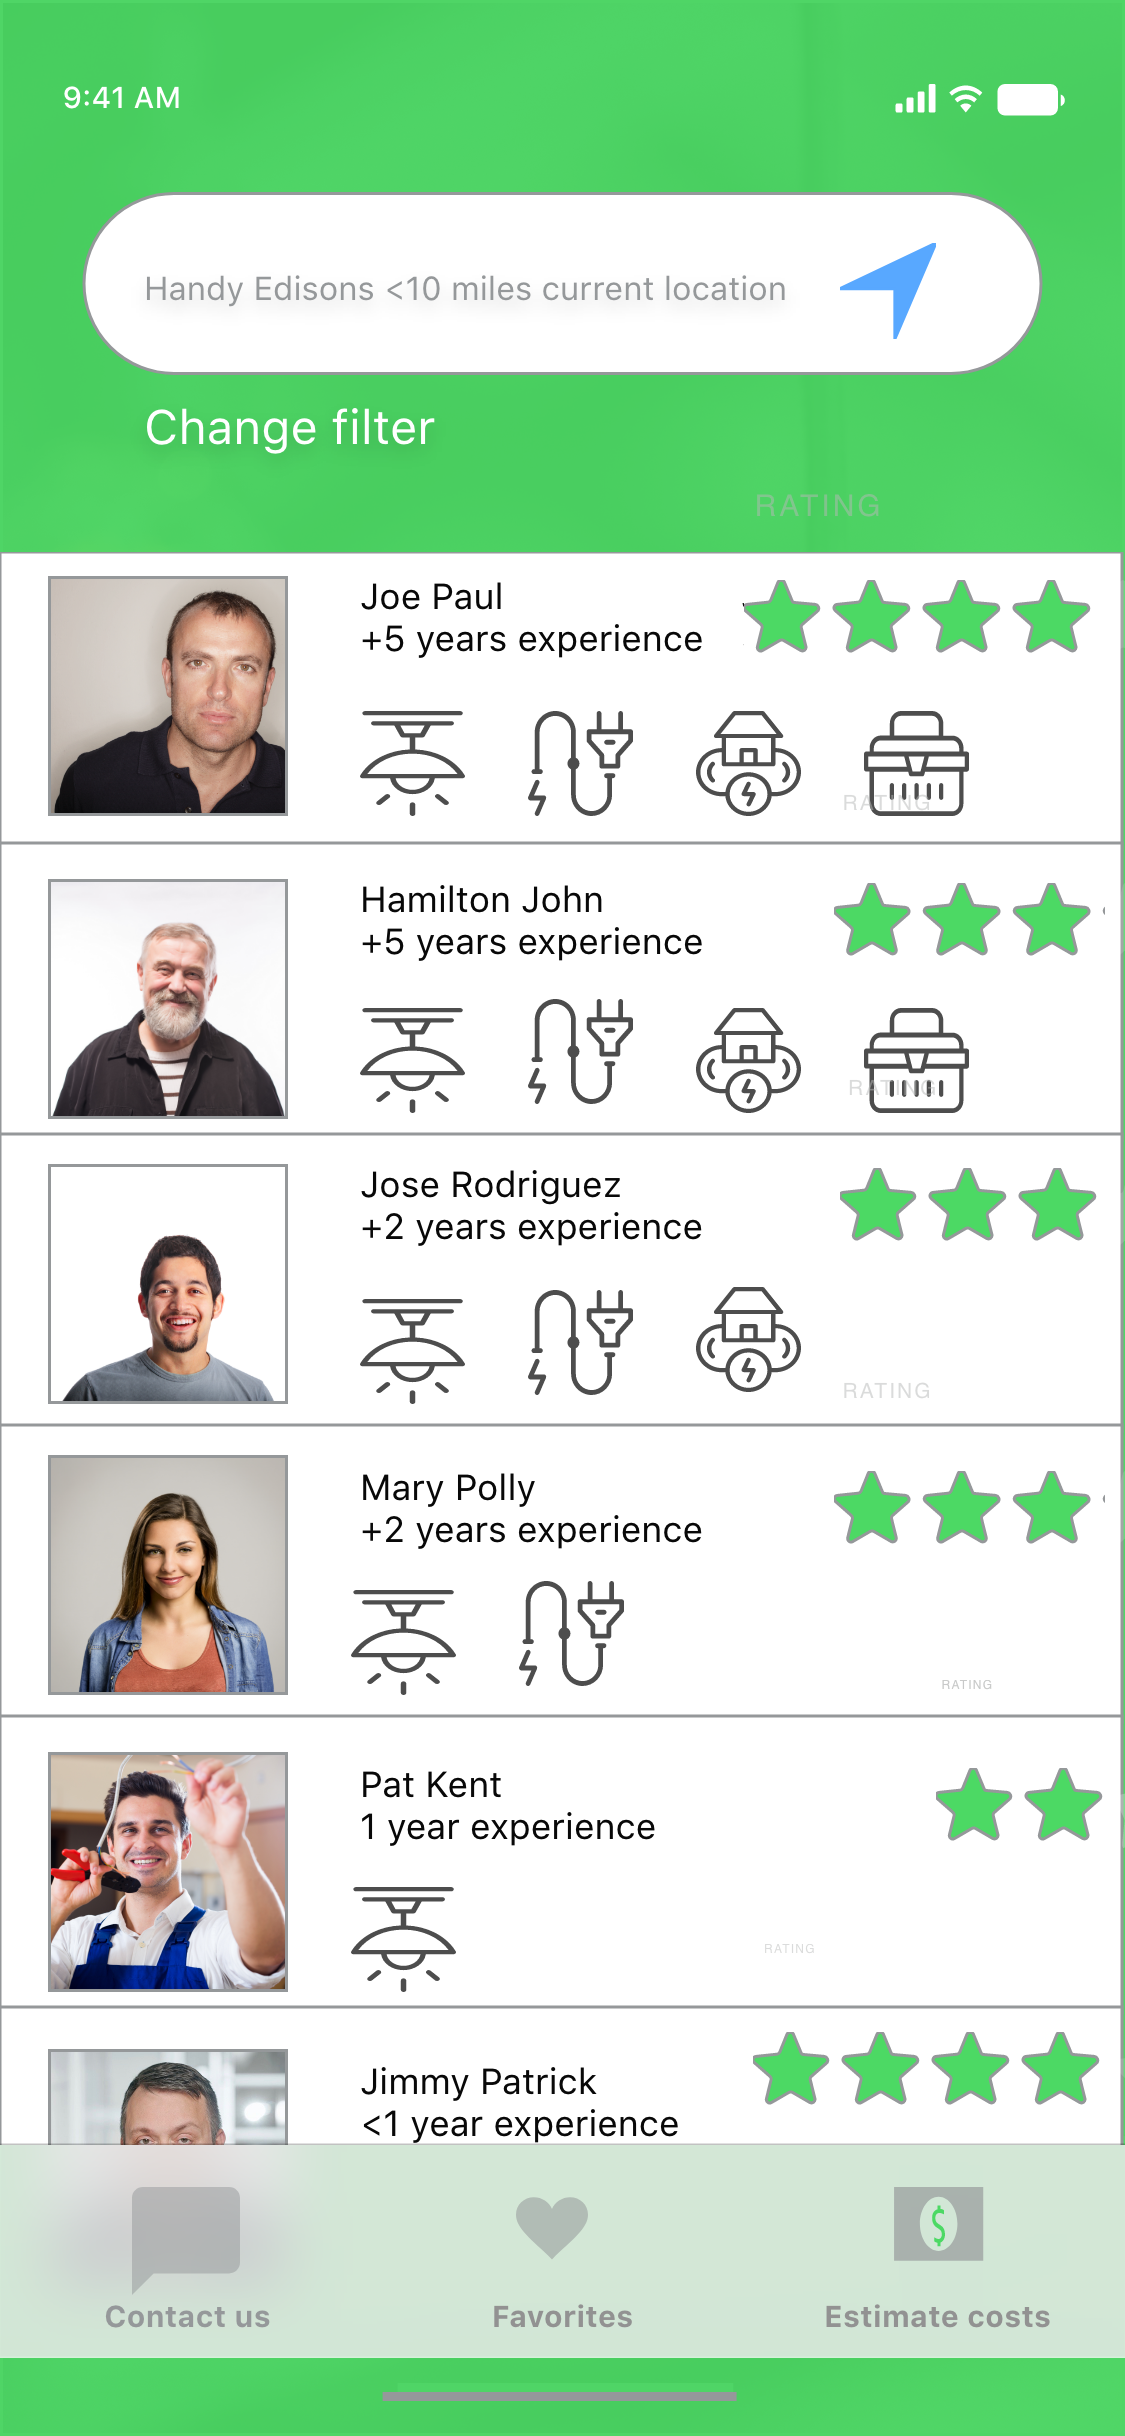 9:41 AM
Handy Edisons <10 miles current location
Change filter
RATING
Joe Paul
+5 years experience
RATING
Hamilton John
+5 years experience
RATING
Jose Rodriguez
+2 years experience
RATING
Mary Polly
+2 years experience
RATING
Pat Kent
1 year experience
RATING
Jimmy Patrick
<1 year experience
$
Contact us
Favorites
Estimate costs